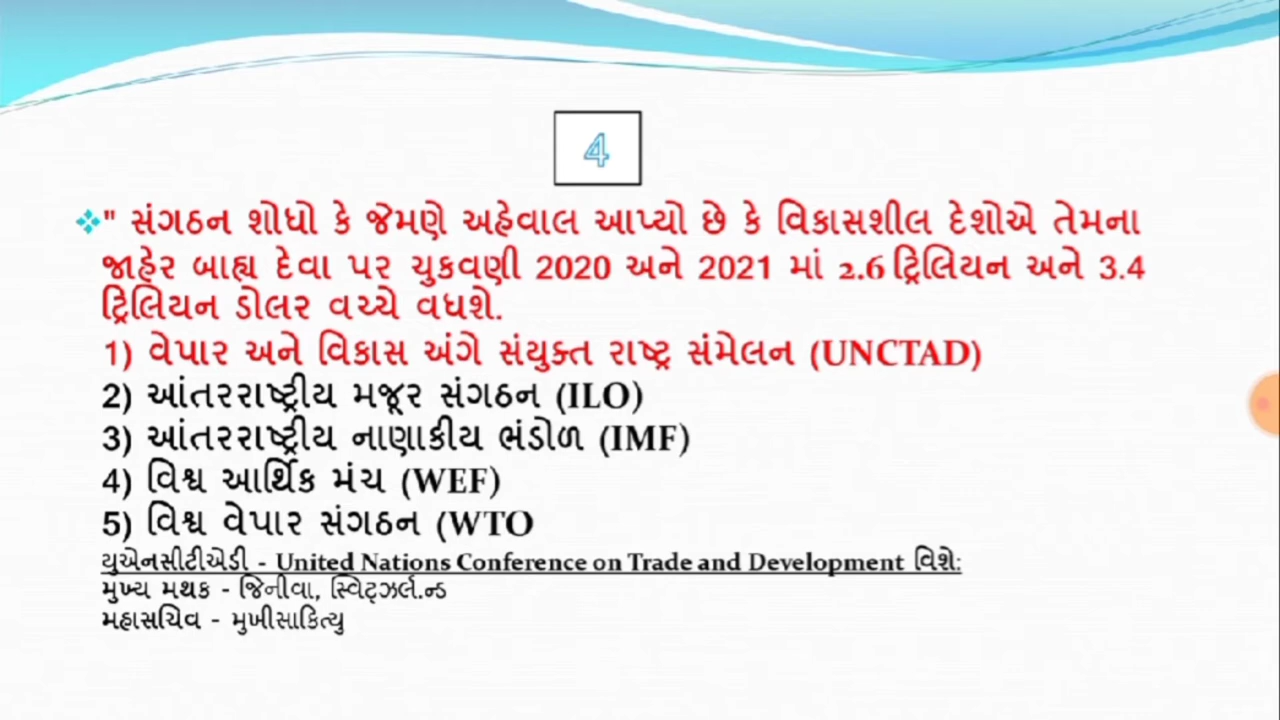 4
" સંગઠન શોધો કે જેમણે અહેવાલ આપ્યો છે કે વિકાસશીલ દેશોએ તેમના
જાહેર બાહ્ય દેવા પર ચુકવણી 2020 અને 2021 માં 2.6 ટ્રિલિયન અને 3.4
ટ્રિલિયન ડોલર વચ્ચે વધશે.
1) વેપાર અને વિકાસ અંગે સંયુક્ત રાષ્ટ્ર સંમેલન (UNCTAD)
2) આંતરરાષ્ટ્રીય મજૂર સંગઠન (ILO)
3) આંતરરાષ્ટ્રીય નાણાકીય ભંડોળ (IMF)
4) વિશ્વ આર્થિક મંચ (WEF)
5) વિશ્વ વેપાર સંગઠન (WTO
યુએનસીટીએડી - United Nations Conference on Trade and Development વિશે:
મુખ્ય મથક - જિનીવા, સ્વિટ્ઝર્લ.ન્ડ
મહાસચિવ - મુખીસાકિત્યુ